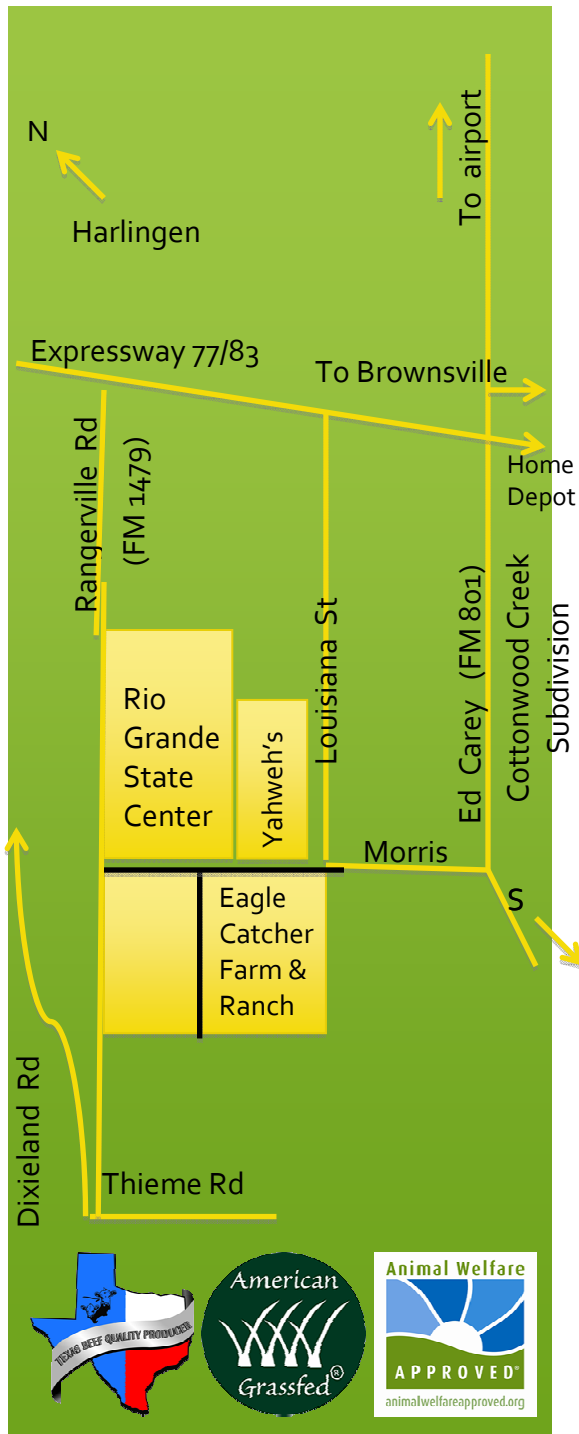 To airport
N
Harlingen
Expressway 77/83
To Brownsville
Home
Depot
Rangerville Rd
(FM 1479)
Louisiana St
Ed Carey (FM 801)
Cottonwood Creek
Subdivision
Rio
Grande
State
Center
Yahweh's
Morris
Eagle
Catcher
Farm &
Ranch
S
Dixieland Rd
Thieme Rd
TEXAS BEEF QUALITY PRODUCER
American
Grassfed®
Animal Welfare
APPROVED®
animalwelfareapproved.org